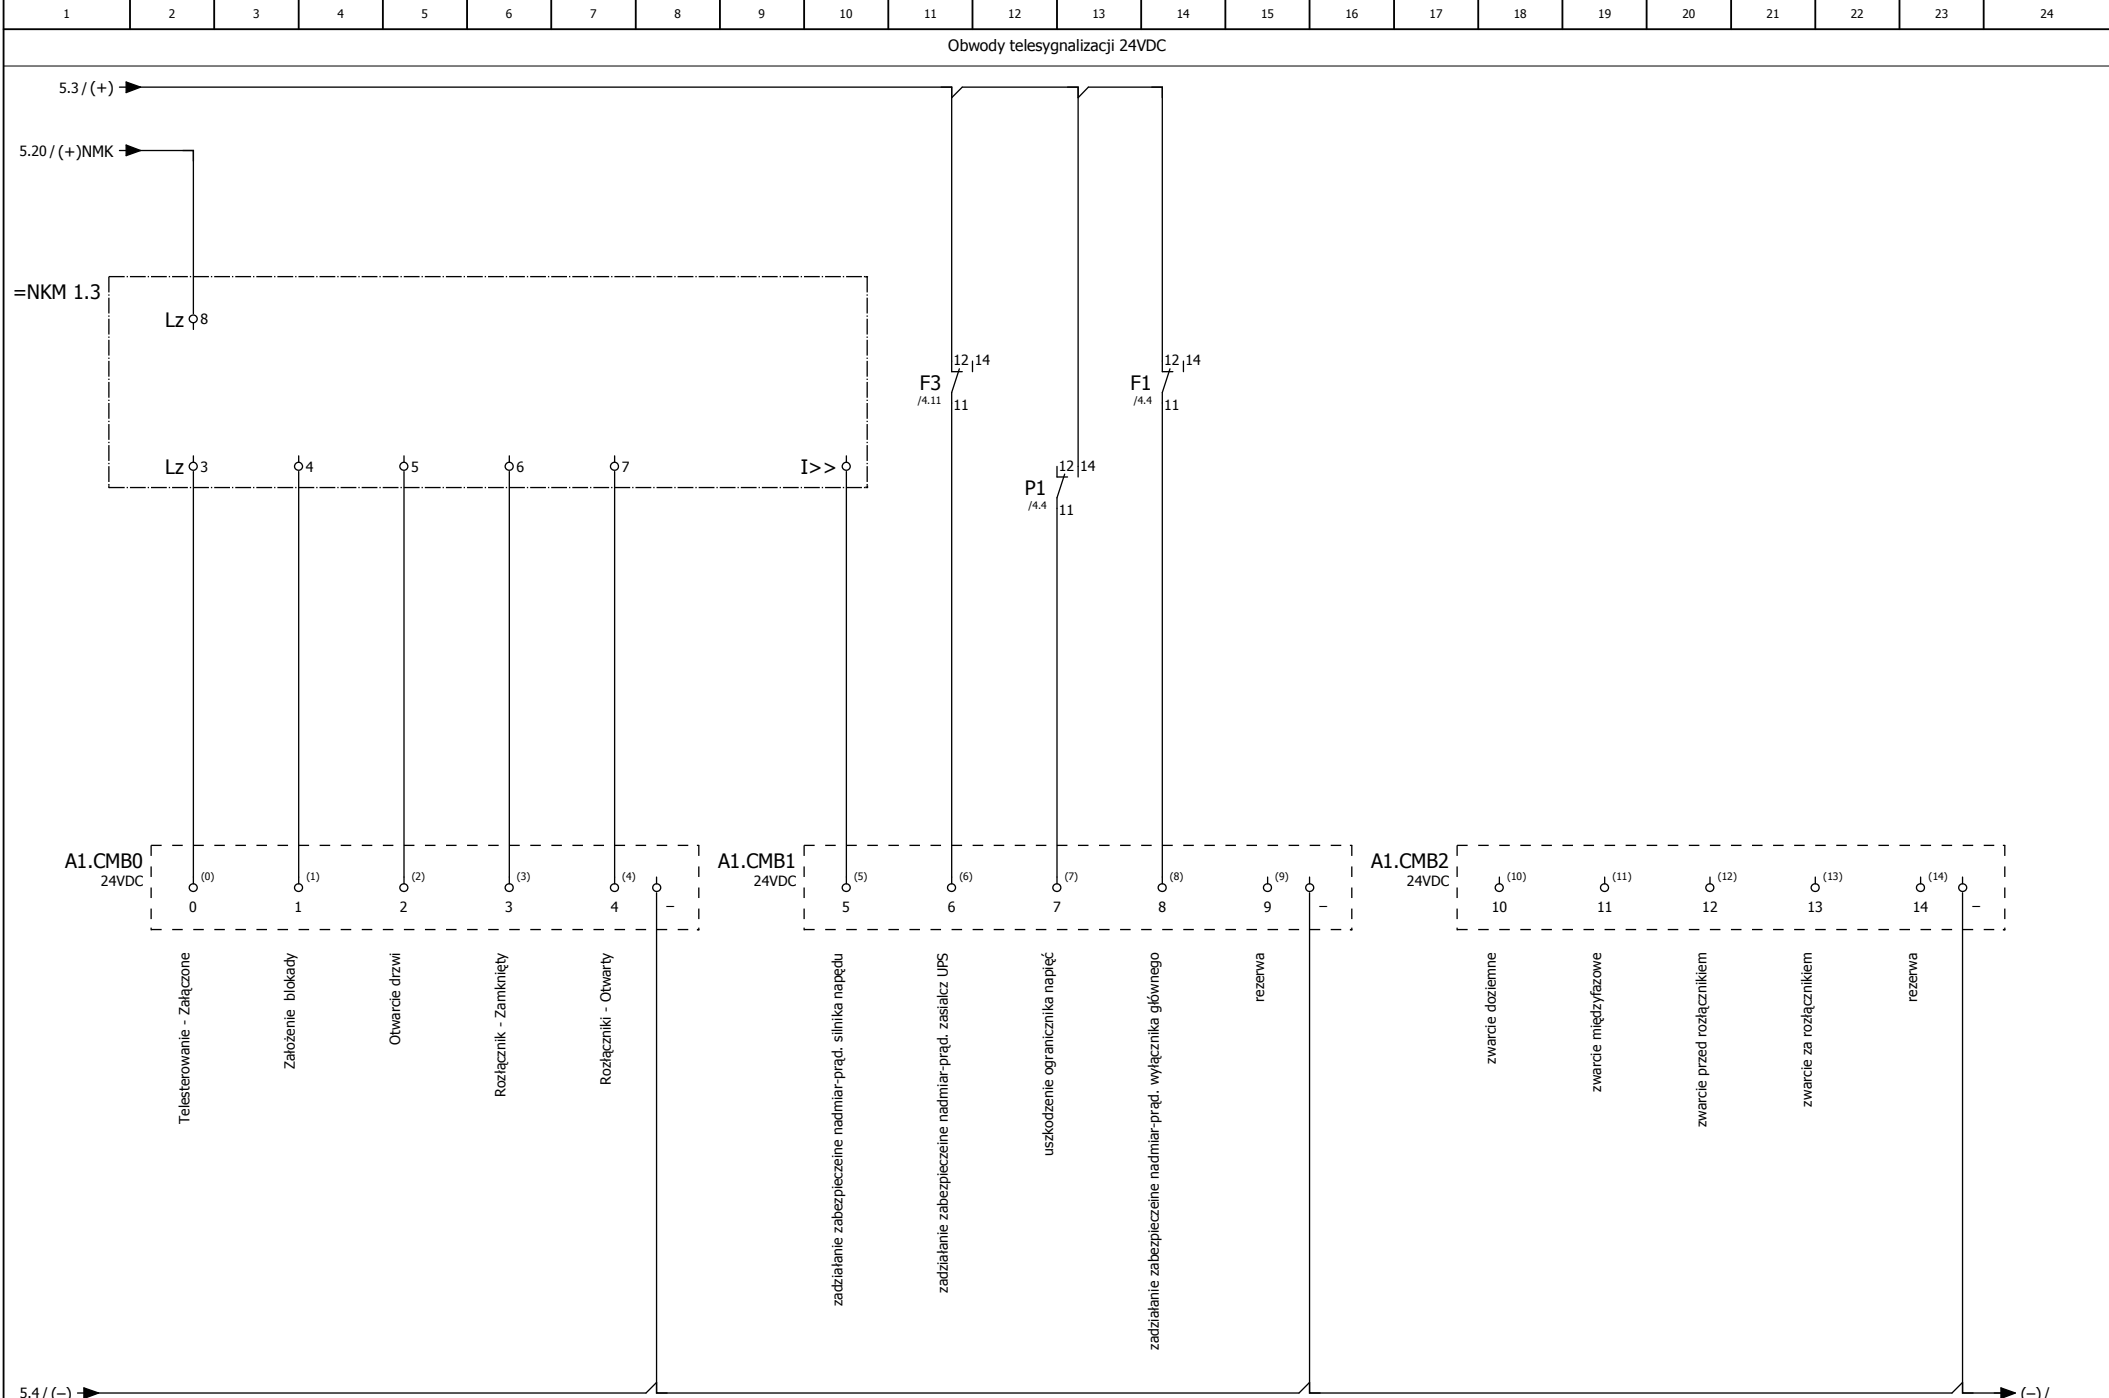 1 2 3 4 5 6 7 8 9 10 11 12 13 14 15 16 17 18 19 20 21 22 23 24
Obwody telesygnalizacji 24VDC
5.3 / (+)
5.20 / (+)NMK
=NKM 1.3
Lz 8
12 14 12 14
F3 F1
/4.11 /4.4
11 11
Lz 3 4 5 6 7 I>> 12 14
P1
/4.4
11
A1.CMB0 A1.CMB1 A1.CMB2
24VDC 24VDC 24VDC
(0) (1) (2) (3) (4) (5) (6) (7) (8) (9) (10) (11) (12) (13) (14)
0 1 2 3 4 – 5 6 7 8 9 – 10 11 12 13 14 –
Telesterowanie - Załączone
Założenie blokady
Otwarcie drzwi
Rozłącznik - Zamknięty
Rozłączniki - Otwarty
zadziałanie zabezpieczeine nadmiar-prąd. silnika napędu
zadziałanie zabezpieczeine nadmiar-prąd. zasialcz UPS
uszkodzenie ogranicznika napięć
zadziałanie zabezpieczeine nadmiar-prąd. wyłącznika głównego
rezerwa
zwarcie doziemne
zwarcie międzyfazowe
zwarcie przed rozłącznikiem
zwarcie za rozłącznikiem
rezerwa
5.4 / (–) (–) /